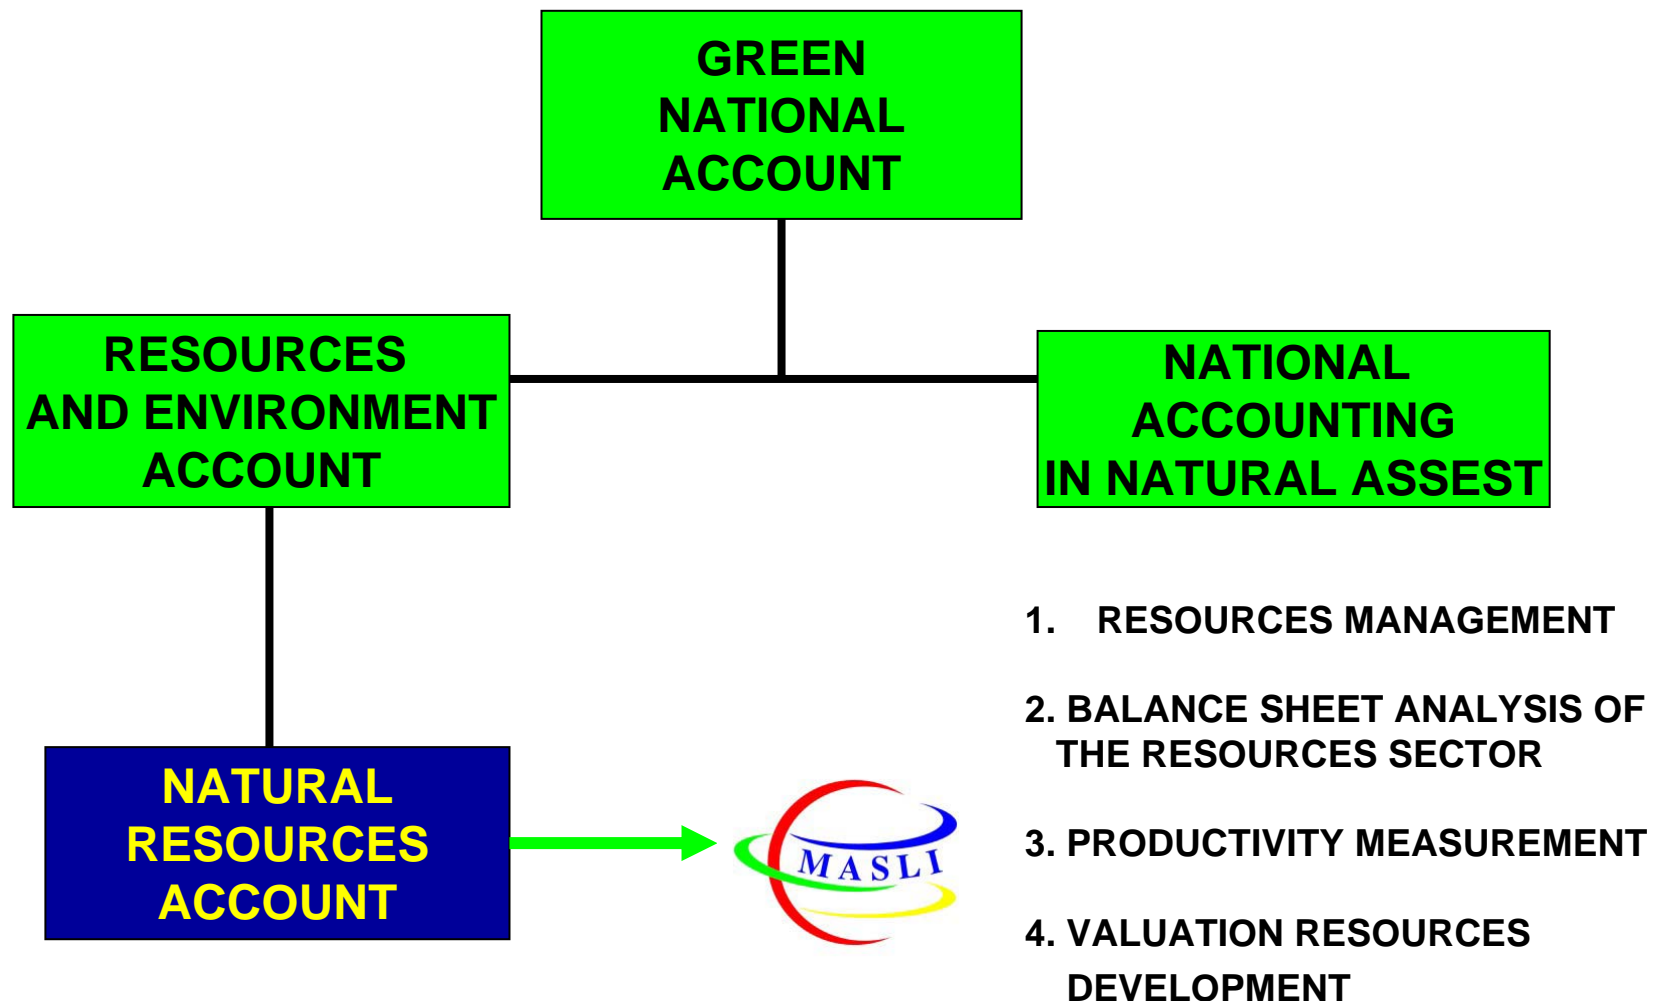 GREEN
NATIONAL
ACCOUNT
RESOURCES
AND ENVIRONMENT
ACCOUNT
NATIONAL
ACCOUNTING
IN NATURAL ASSEST
NATURAL
RESOURCES
ACCOUNT
MASLI
1. RESOURCES MANAGEMENT
2. BALANCE SHEET ANALYSIS OF
THE RESOURCES SECTOR
3. PRODUCTIVITY MEASUREMENT
4. VALUATION RESOURCES
DEVELOPMENT